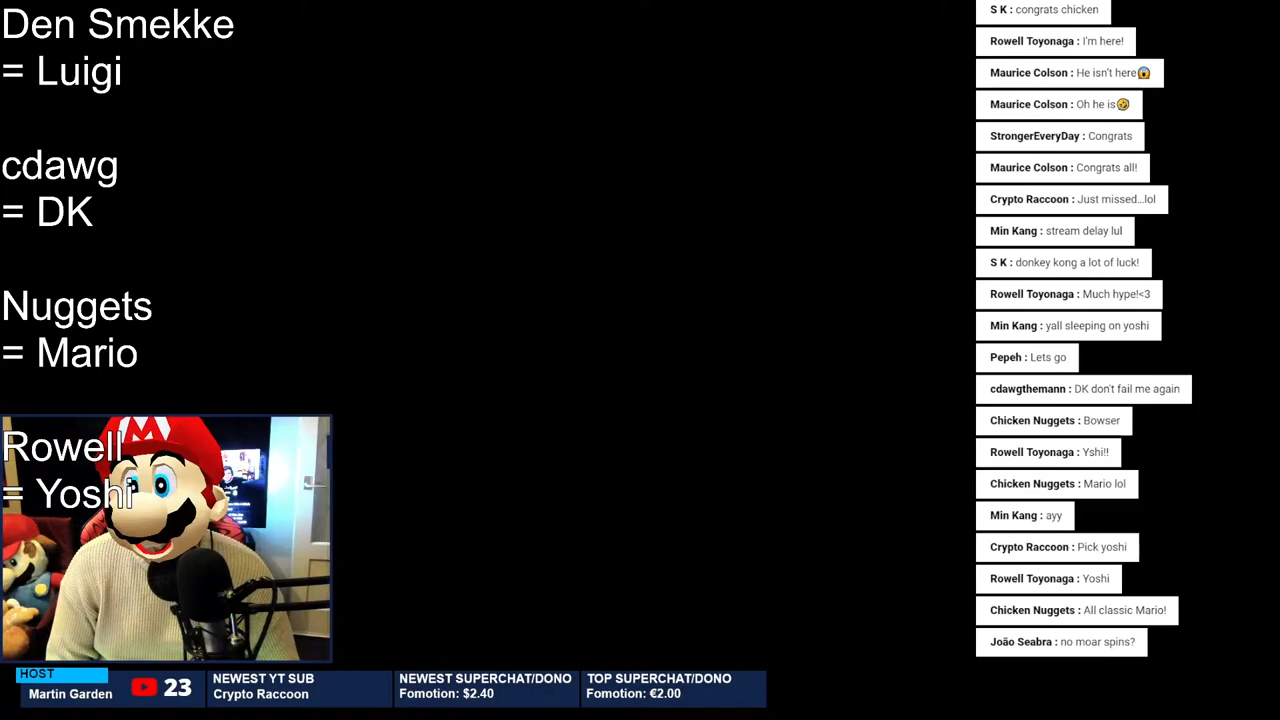 Den Smekke
= Luigi
cdawg
= DK
Nuggets
= Mario
Rowell
= Yoshi
M
HOST
Martin Garden
23
NEWEST YT SUB
Crypto Raccoon
NEWEST SUPERCHAT/DONO
Fomotion: $2.40
TOP SUPERCHAT/DONO
Fomotion: €2.00
S K : congrats chicken
Rowell Toyonaga : I'm here!
Maurice Colson : He isn't here😱
Maurice Colson : Oh he is🤣
StrongerEveryDay : Congrats
Maurice Colson : Congrats all!
Crypto Raccoon : Just missed…lol
Min Kang : stream delay lul
S K : donkey kong a lot of luck!
Rowell Toyonaga : Much hype!<3
Min Kang : yall sleeping on yoshi
Pepeh : Lets go
cdawgthemann : DK don't fail me again
Chicken Nuggets : Bowser
Rowell Toyonaga : Yshi!!
Chicken Nuggets : Mario lol
Min Kang : ayy
Crypto Raccoon : Pick yoshi
Rowell Toyonaga : Yoshi
Chicken Nuggets : All classic Mario!
João Seabra : no moar spins?